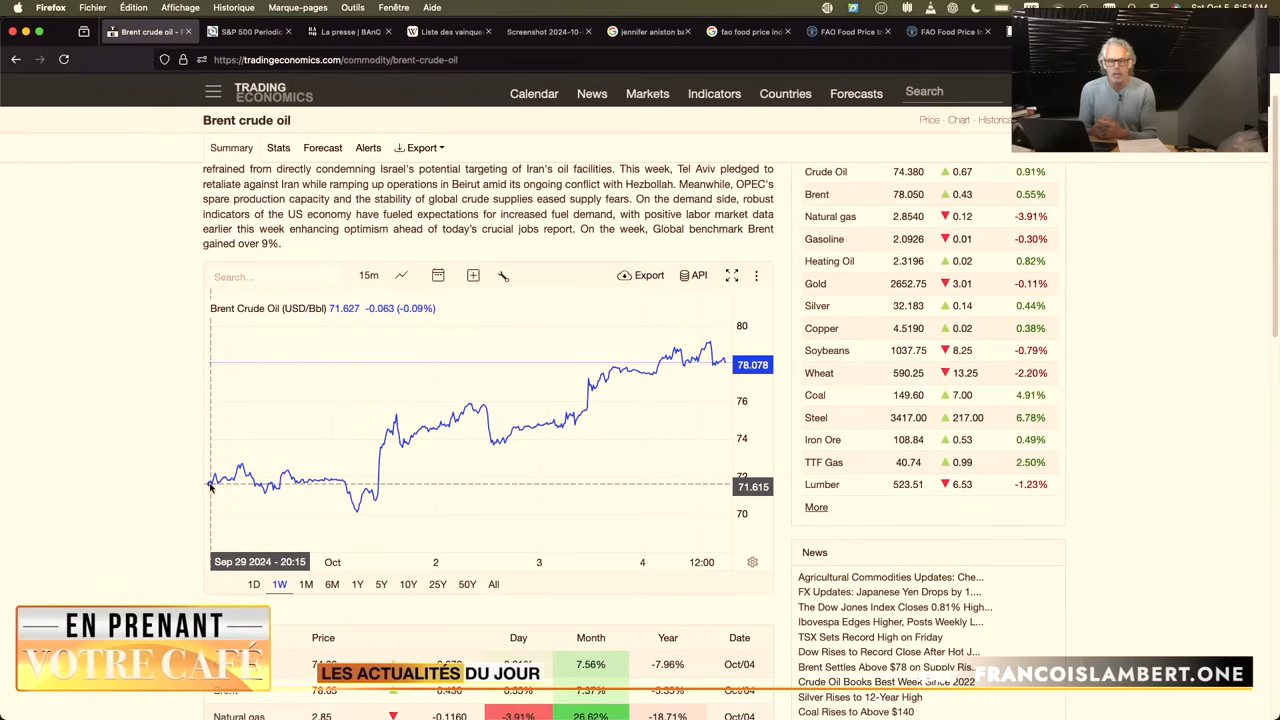 Firefox Fichier Édition Affichage Historique Marque-pages Outils Fenêtre Aide
Brent crude oil -
S&P 500 Periodic
La presse | BAnQ
Liste des va
Screenshot 2024-10-
jennifer aniston ba
fao food pri
FAO Food Price In
FAO Food Price In
https://tradingeconomics.com/commodity/brent-crude-oil
TRADING
ECONOMICS
Calendar News Markets Indicators Countries Forecasts Search
Brent crude oil
Price - Chart - Historic
Summary Stats Forecast Alerts Export
refrained from directly condemning Israel's potential targeting of Iran's oil facilities. This week, Tel Aviv pledged to
retaliate against Iran while ramping up operations in Beirut amid its ongoing conflict with Hezbollah. Meanwhile, OPEC's
spare production capacity and the stability of global crude supplies eased supply fears. On the demand side, robust
indicators of the US economy have fueled expectations for increased fuel demand, with positive labor market data
earlier this week enhancing optimism ahead of today's crucial jobs report. On the week, Global benchmark Brent
gained over 9%.
Search... 15m Export API
Brent Crude Oil (USD/Bbl) 71.627 -0.063 (-0.09%)
80
78.078
76
74
72
71.615
70
Sep 29 2024 - 20:15 Oct 2 3 4 12:00
1D 1W 1M 6M 1Y 5Y 10Y 25Y 50Y All
Price Day Month Year Date
0.91% 7.56% -7.96% Oct/04
Brent 78.05 0.430 0.55% Oct/04
Natural gas 2.85 -0.1160 -3.91% 26.62% -18.71% Oct/04
Crude Oil 74.380 0.67 0.91%
Brent 78.050 0.43 0.55%
Natural gas 2.8540 0.12 -3.91%
Gasoline 2.0926 0.01 -0.30%
Heating Oil 2.3196 0.02 0.82%
Gold 2652.75 3.01 -0.11%
Silver 32.183 0.14 0.44%
Copper 4.5190 0.02 0.38%
Soybeans 1037.75 8.25 -0.79%
Wheat 590.25 13.25 -2.20%
Coal 149.60 7.00 4.91%
Steel 3417.00 217.00 6.78%
Iron Ore 108.84 0.53 0.49%
TTF Gas 40.74 0.99 2.50%
Lumber 523.51 6.53 -1.23%
More
News
Agricultural Commodities Updates: Che...
FX Updates: Japanese Yen Drops by 1....
The Dow Jones Index Closes 0.81% High...
Ibovespa Edges Higher, Posts Weekly L...
TSX Sets Record High on Friday
Dow Rises to Record Close After Hot J...
Brent Settles Above $78 on Supply Ris...
Crude Oil Books Best Week Since 2022
Silver Rises to 12-Year High
Coal Rises to Above $140
EN PRENANT
VOTRE CAFÉ
LES ACTUALITÉS DU JOUR
FRANCOISLAMBERT.ONE